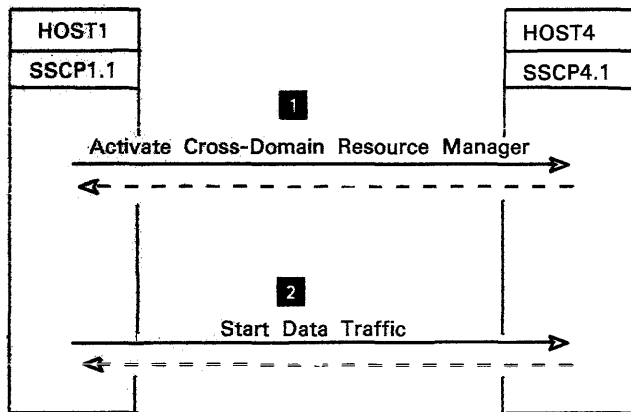 HOST1
HOST4
SSCP1.1
SSCP4.1
1
Activate Cross-Domain Resource Manager
2
Start Data Traffic